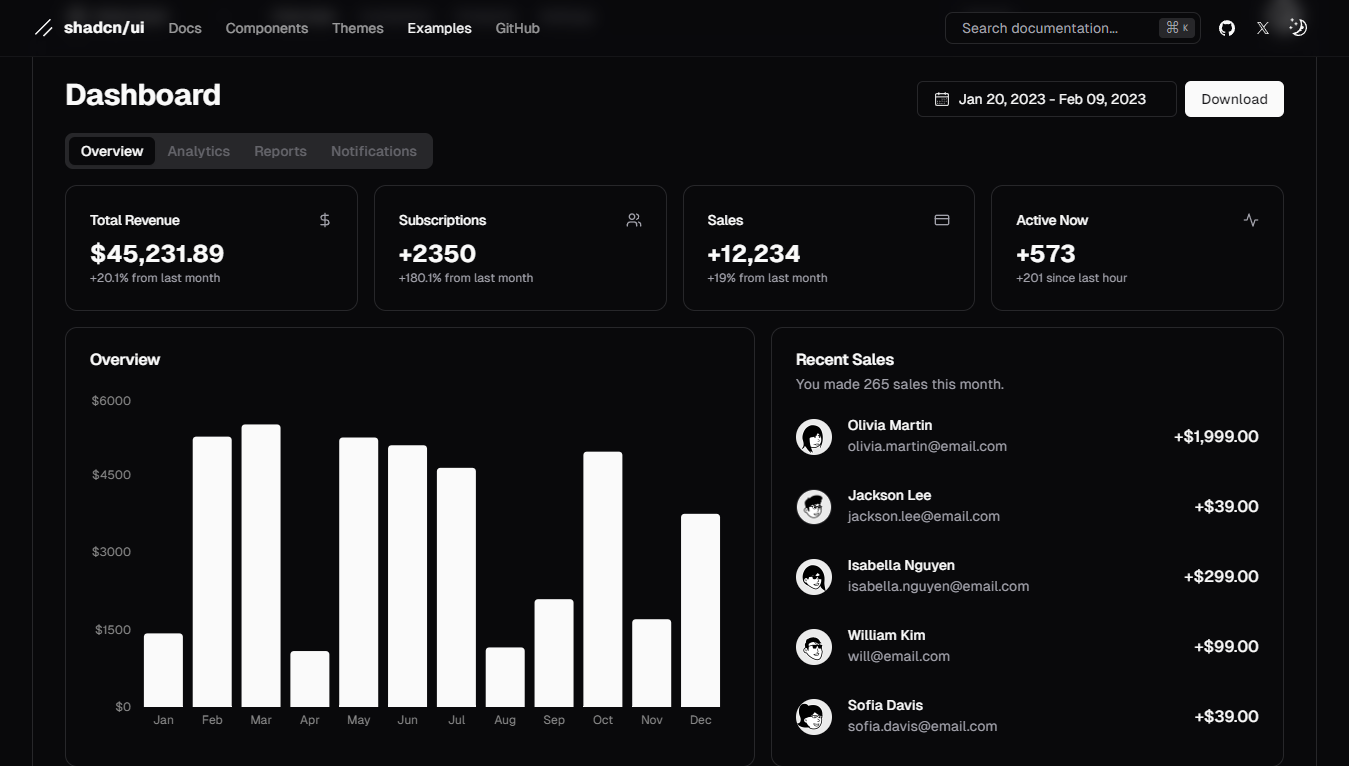 shadcn/ui Docs Components Themes Examples GitHub Search documentation... ⌘ K
Dashboard
Jan 20, 2023 - Feb 09, 2023 Download
Overview Analytics Reports Notifications
Total Revenue
$45,231.89
+20.1% from last month
Subscriptions
+2350
+180.1% from last month
Sales
+12,234
+19% from last month
Active Now
+573
+201 since last hour
Overview
$6000
$4500
$3000
$1500
$0
Jan Feb Mar Apr May Jun Jul Aug Sep Oct Nov Dec
Recent Sales
You made 265 sales this month.
Olivia Martin
olivia.martin@email.com
+$1,999.00
Jackson Lee
jackson.lee@email.com
+$39.00
Isabella Nguyen
isabella.nguyen@email.com
+$299.00
William Kim
will@email.com
+$99.00
Sofia Davis
sofia.davis@email.com
+$39.00